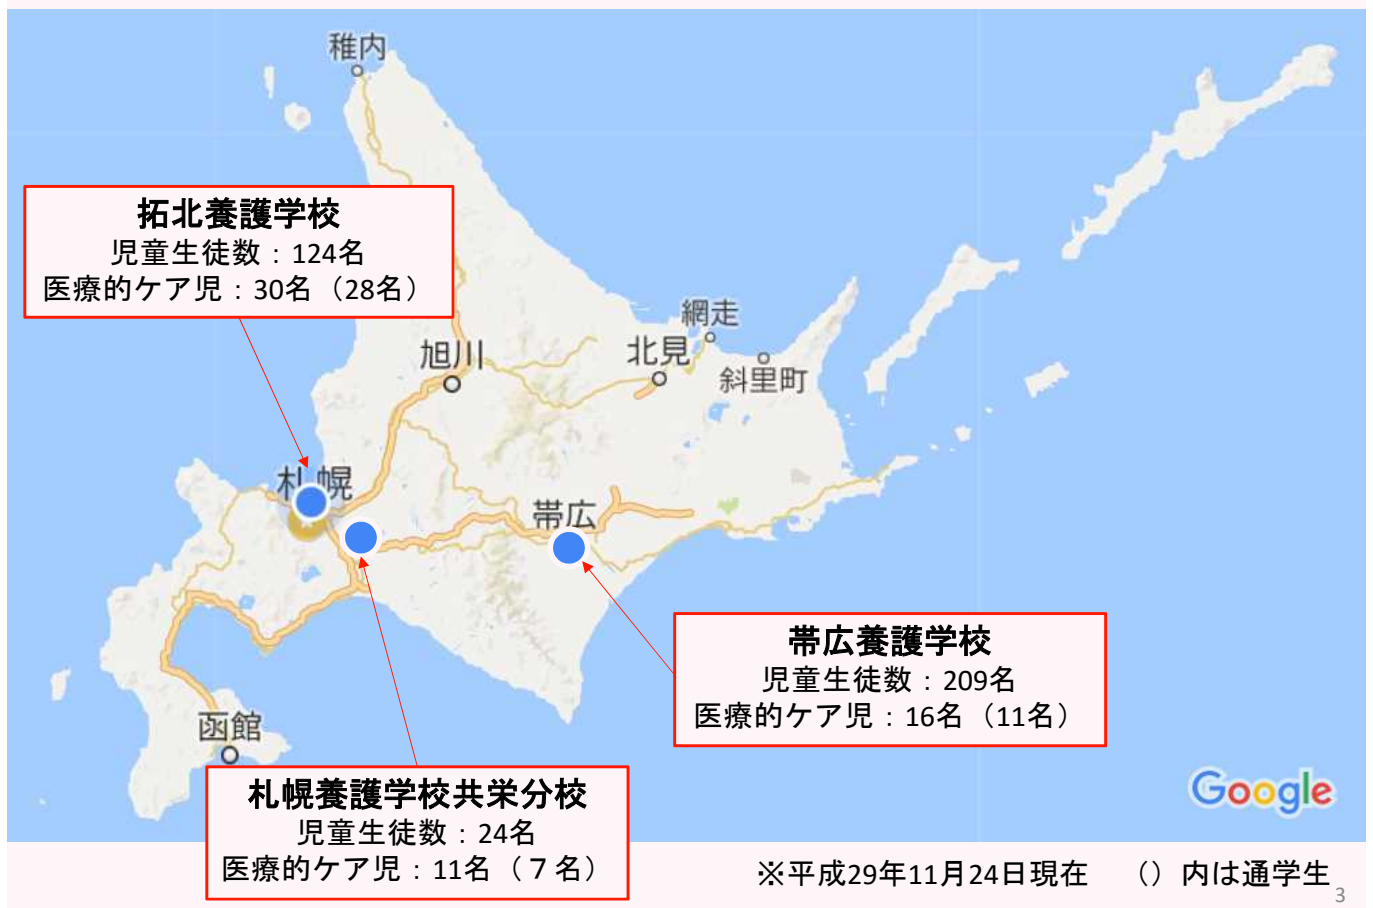 稚内
拓北養護学校
児童生徒数：124名
医療的ケア児：30名（28名）
網走
旭川
北見
斜里町
札幌
帯広
帯広養護学校
児童生徒数：209名
医療的ケア児：16名（11名）
函館
札幌養護学校共栄分校
児童生徒数：24名
医療的ケア児：11名（７名）
Google
※平成29年11月24日現在　（）内は通学生
3